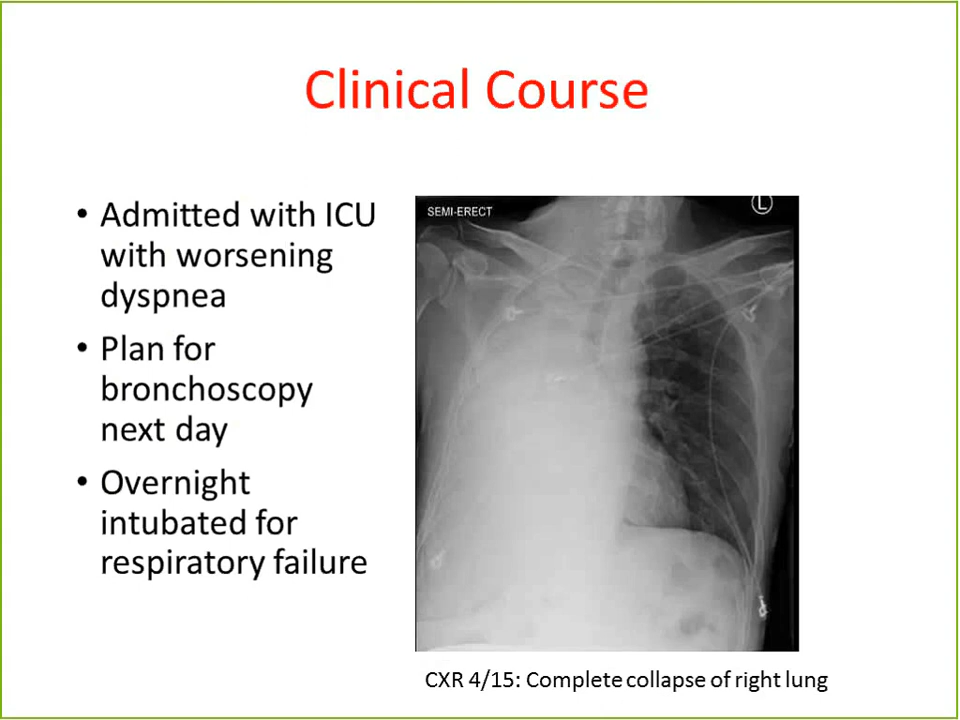 Clinical Course
• Admitted with ICU
with worsening
dyspnea
• Plan for
bronchoscopy
next day
• Overnight
intubated for
respiratory failure
SEMI-ERECT
L
CXR 4/15: Complete collapse of right lung